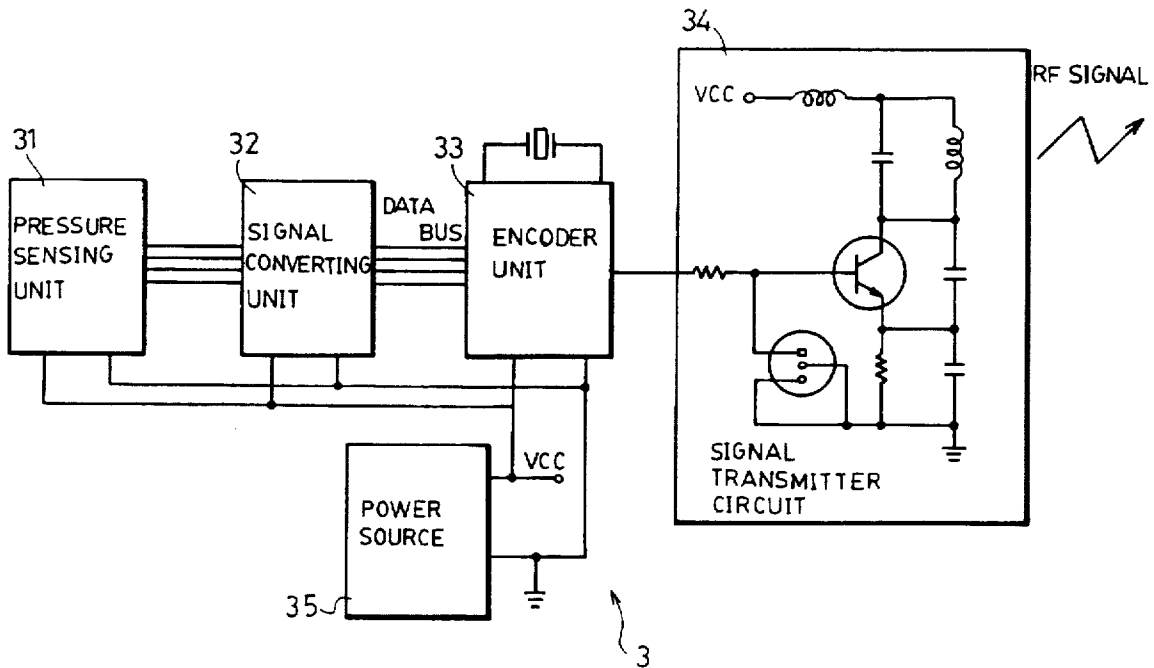 34
RF SIGNAL
VCC
31
32
33
PRESSURE
SENSING
UNIT
SIGNAL
CONVERTING
UNIT
DATA
BUS
ENCODER
UNIT
VCC
POWER
SOURCE
35
SIGNAL
TRANSMITTER
CIRCUIT
3